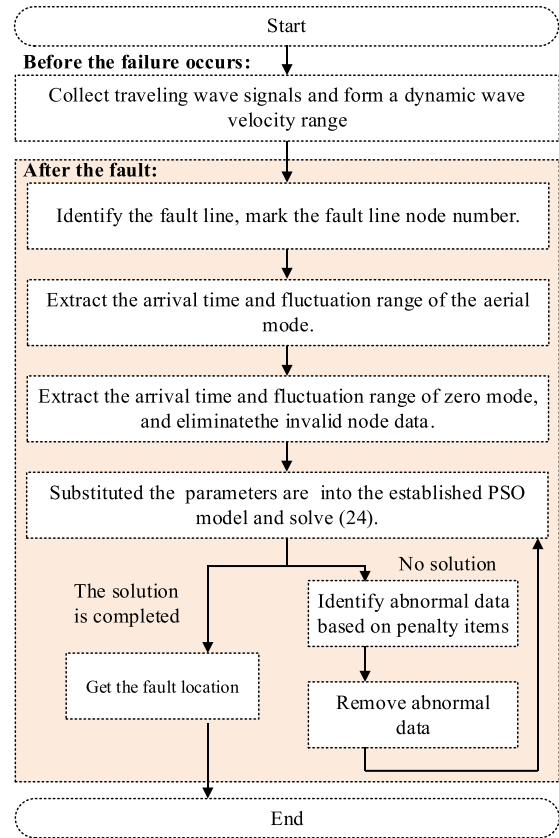 Start
Before the failure occurs:
Collect traveling wave signals and form a dynamic wave
velocity range
After the fault:
Identify the fault line, mark the fault line node number.
Extract the arrival time and fluctuation range of the aerial
mode.
Extract the arrival time and fluctuation range of zero mode,
and eliminatethe invalid node data.
Substituted the parameters are into the established PSO
model and solve (24).
The solution
is completed
No solution
Identify abnormal data
based on penalty items
Get the fault location
Remove abnormal
data
End